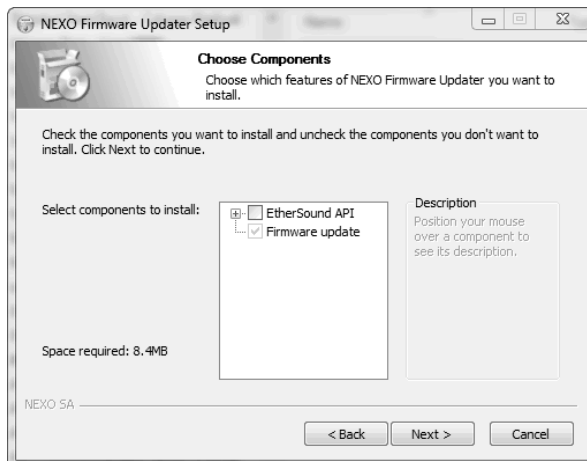 NEXO Firmware Updater Setup
Choose Components
Choose which features of NEXO Firmware Updater you want to
install.
Check the components you want to install and uncheck the components you don't want to
install. Click Next to continue.
Select components to install:
EtherSound API
Firmware update
Description
Position your mouse
over a component to
see its description.
Space required: 8.4MB
NEXO SA
< Back
Next >
Cancel